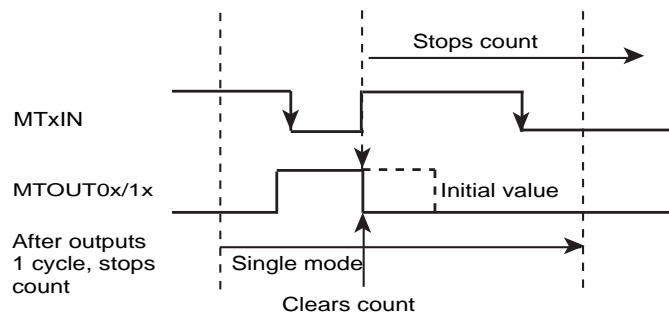 Stops count
MTxIN
MTOUT0x/1x
Initial value
After outputs
1 cycle, stops
count
Single mode
Clears count